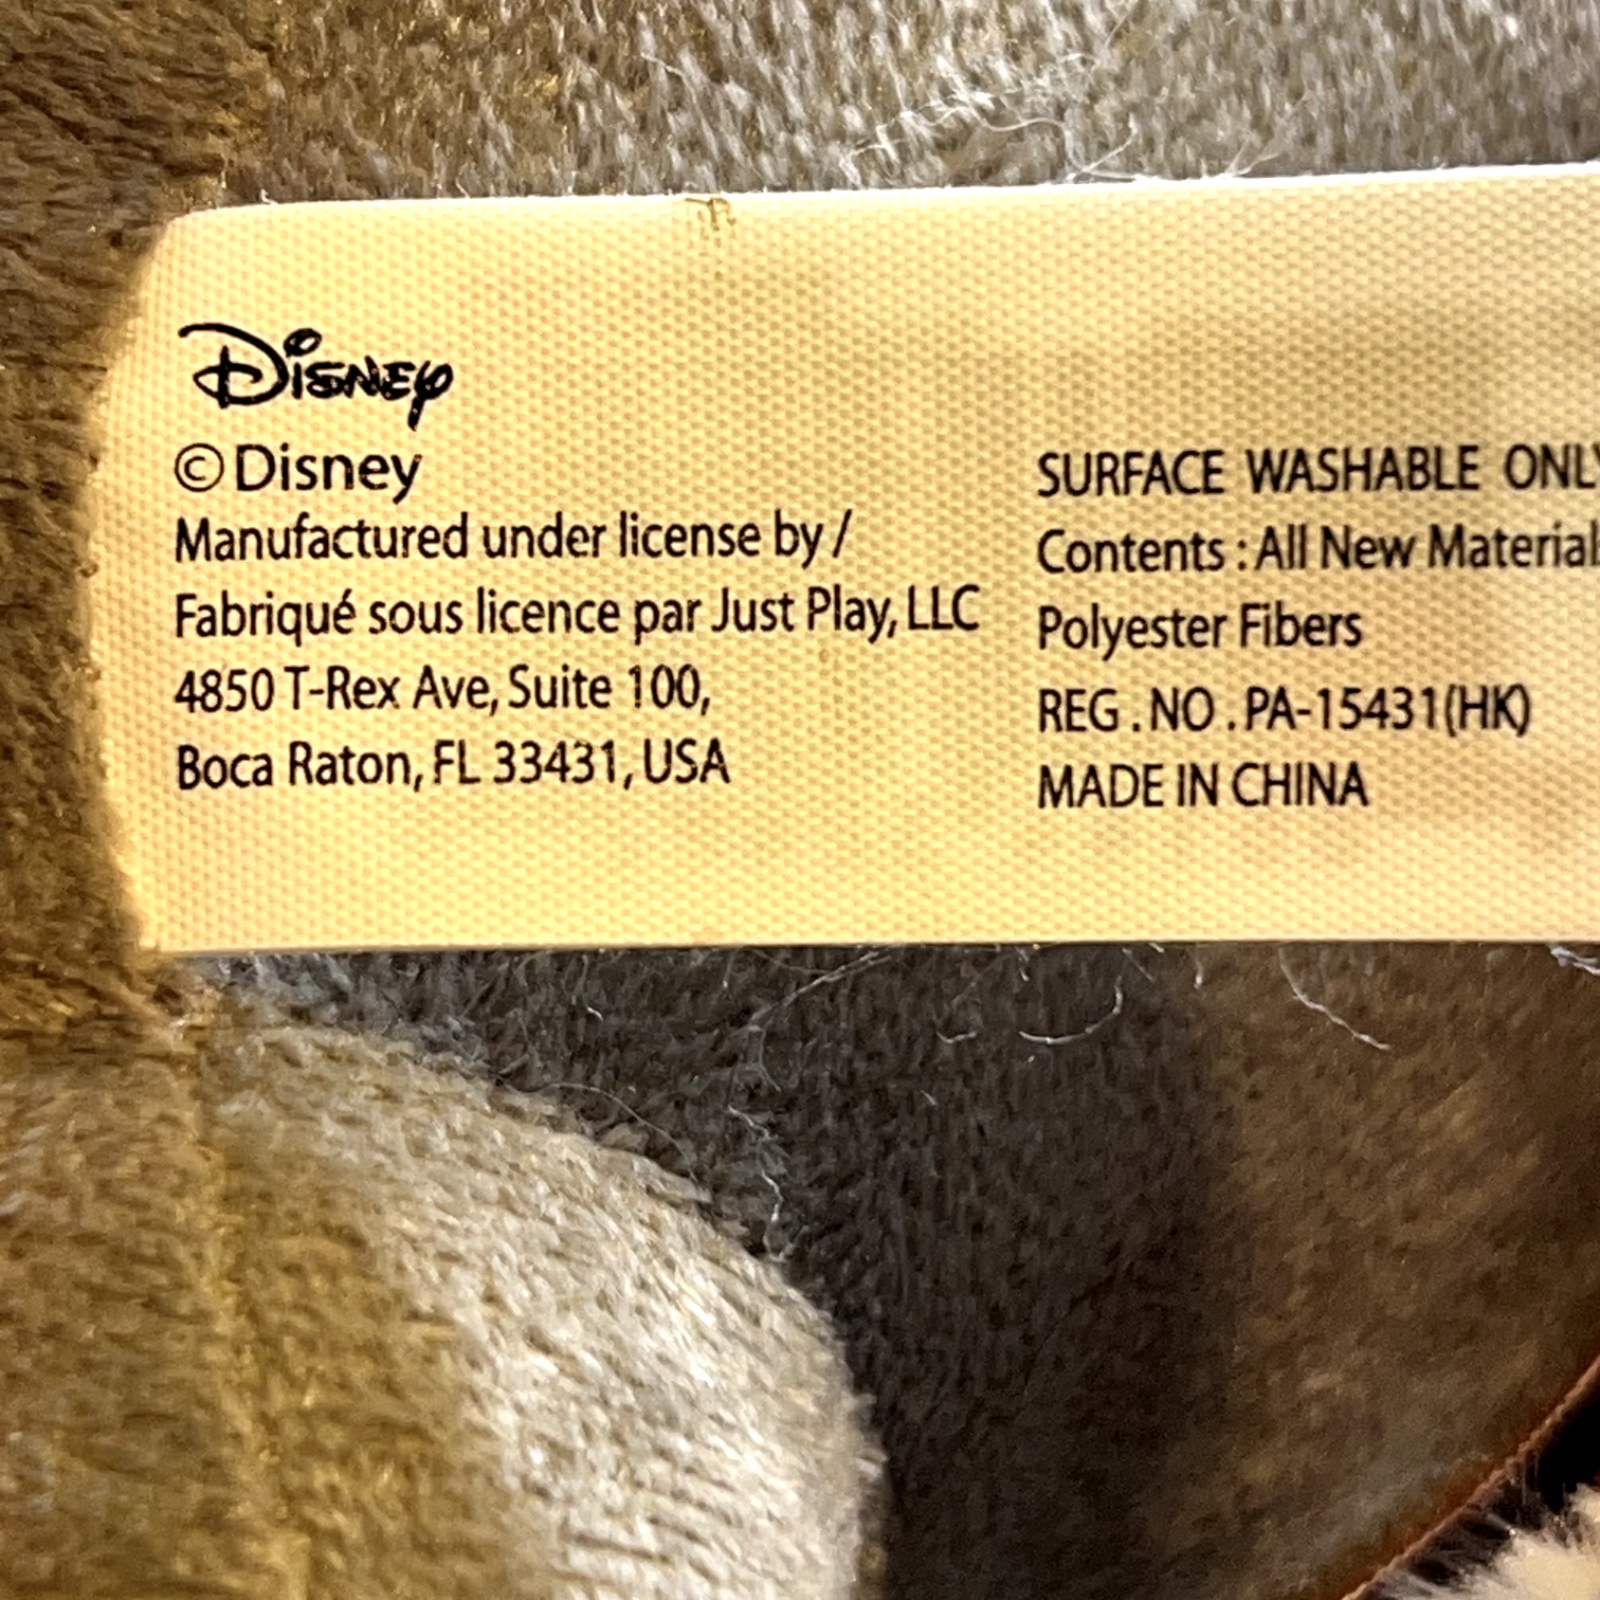 Disney
© Disney
Manufactured under license by /
Fabriqué sous licence par Just Play, LLC
4850 T-Rex Ave, Suite 100,
Boca Raton, FL 33431, USA
SURFACE WASHABLE ONLY
Contents : All New Material
Polyester Fibers
REG . NO . PA-15431(HK)
MADE IN CHINA